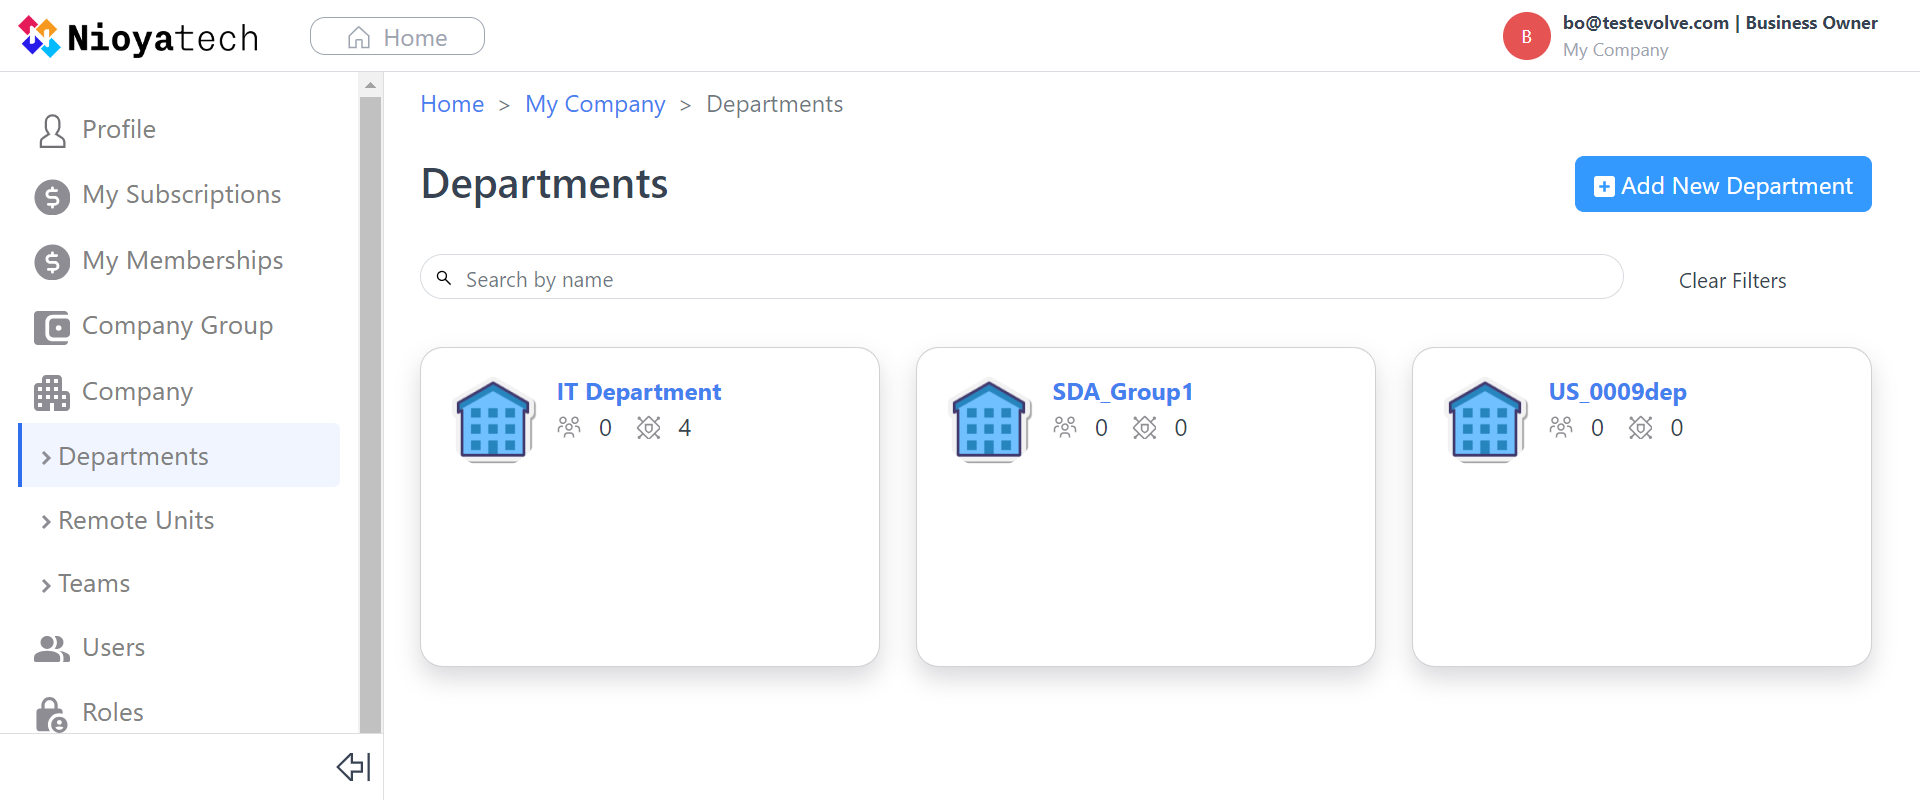 Nioyatech
Home
B
bo@testevolve.com | Business Owner
My Company
Profile
My Subscriptions
My Memberships
Company Group
Company
Departments
Remote Units
Teams
Users
Roles
Home > My Company > Departments
Departments
Add New Department
Search by name
Clear Filters
IT Department
0 4
SDA_Group1
0 0
US_0009dep
0 0